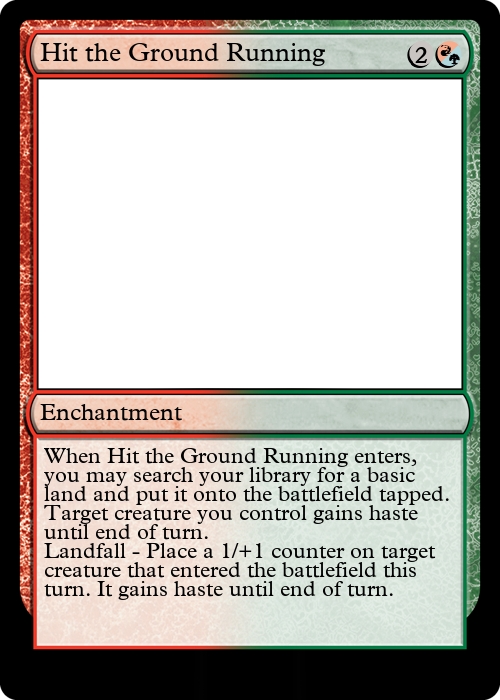 Hit the Ground Running 2
Enchantment
When Hit the Ground Running enters,
you may search your library for a basic
land and put it onto the battlefield tapped.
Target creature you control gains haste
until end of turn.
Landfall - Place a 1/+1 counter on target
creature that entered the battlefield this
turn. It gains haste until end of turn.